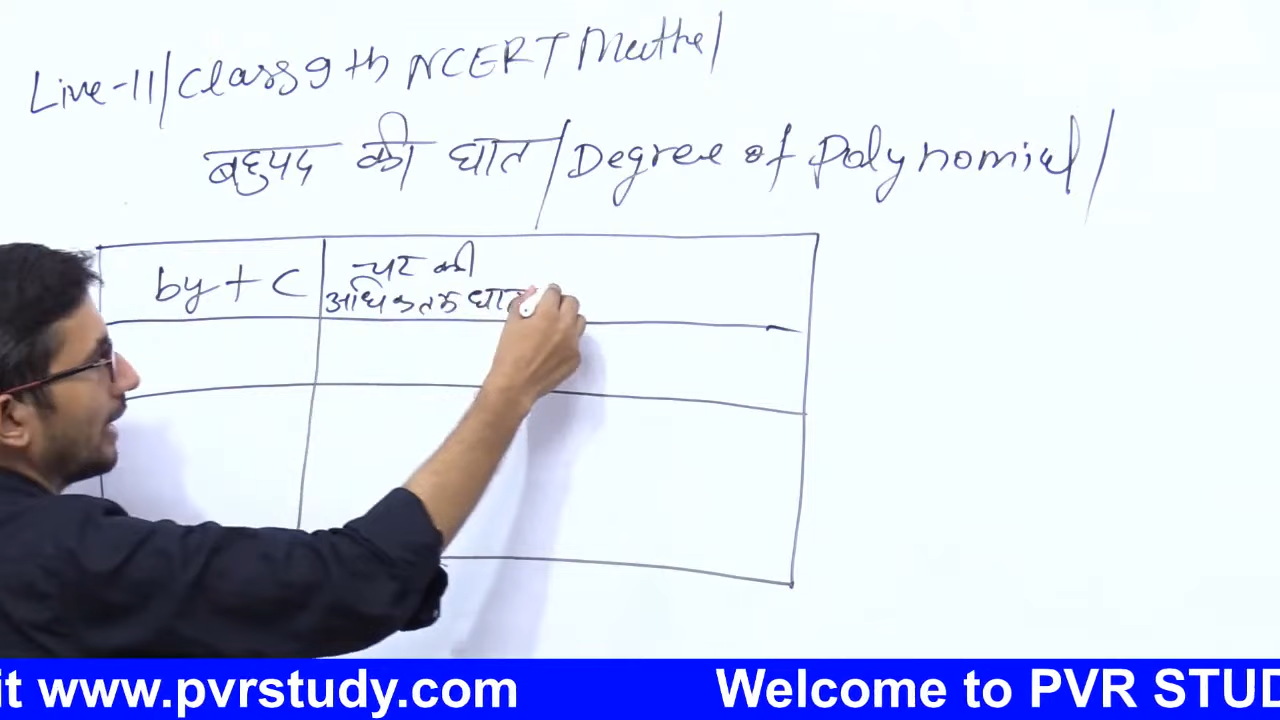 Live-11/Class 9th NCERT Maths/
बहुपद की घात/Degree of Polynomial/
by + C
चर की
अधिकतम घात
it www.pvrstudy.com
Welcome to PVR STUD